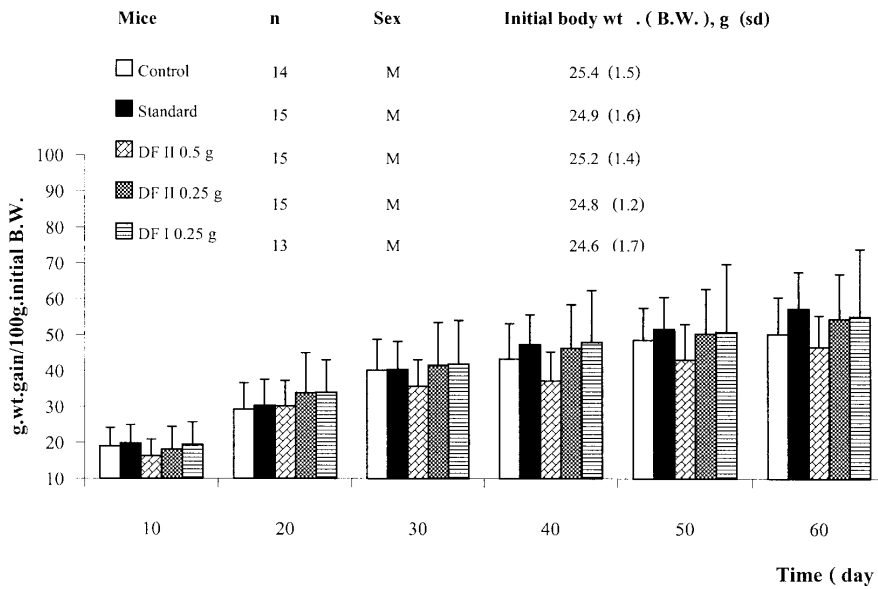 Mice n Sex Initial body wt . ( B.W. ), g (sd)
Control 14 M 25.4 (1.5)
Standard 15 M 24.9 (1.6)
DF II 0.5 g 15 M 25.2 (1.4)
DF II 0.25 g 15 M 24.8 (1.2)
DF I 0.25 g 13 M 24.6 (1.7)
g.wt.gain/100g.initial B.W.
100
90
80
70
60
50
40
30
20
10
10 20 30 40 50 60
Time ( day